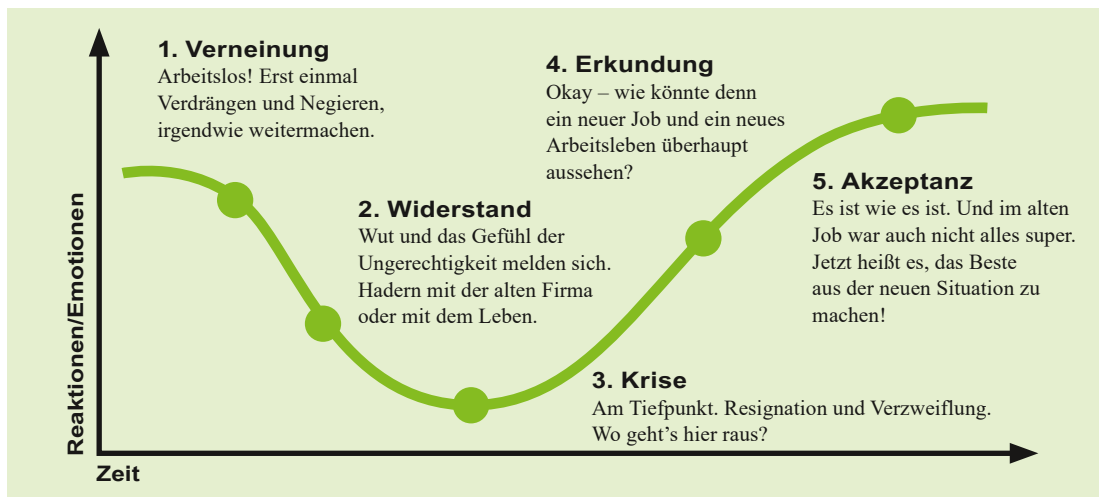 1. Verneinung
Arbeitslos! Erst einmal
Verdrängen und Negieren,
irgendwie weitermachen.
4. Erkundung
Okay – wie könnte denn
ein neuer Job und ein neues
Arbeitsleben überhaupt
aussehen?
2. Widerstand
Wut und das Gefühl der
Ungerechtigkeit melden sich.
Hadern mit der alten Firma
oder mit dem Leben.
5. Akzeptanz
Es ist wie es ist. Und im alten
Job war auch nicht alles super.
Jetzt heißt es, das Beste
aus der neuen Situation zu
machen!
3. Krise
Am Tiefpunkt. Resignation und Verzweiflung.
Wo geht’s hier raus?
Reaktionen/Emotionen
Zeit